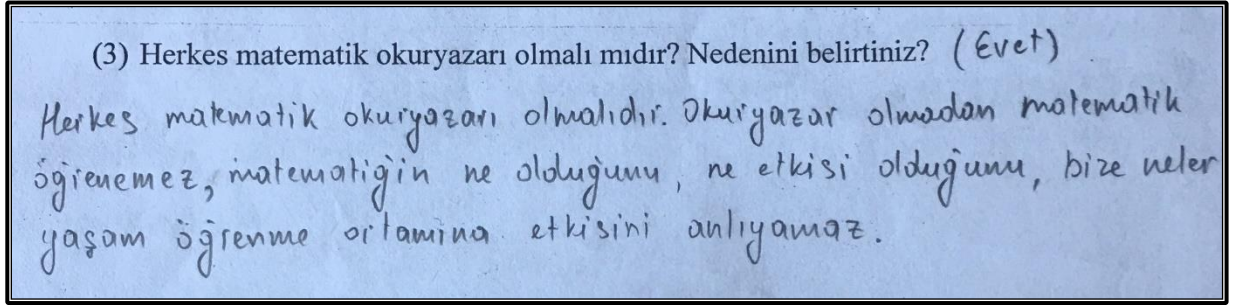 (3) Herkes matematik okuryazarı olmalı mıdır? Nedenini belirtiniz? (Evet)
Herkes matematik okuryazarı olmalıdır. Okuryazar olmadan matematik
öğrenemez, matematiğin ne olduğunu, ne etkisi olduğunu, bize neler
yaşam öğrenme ortamına etkisini anlıyamaz.